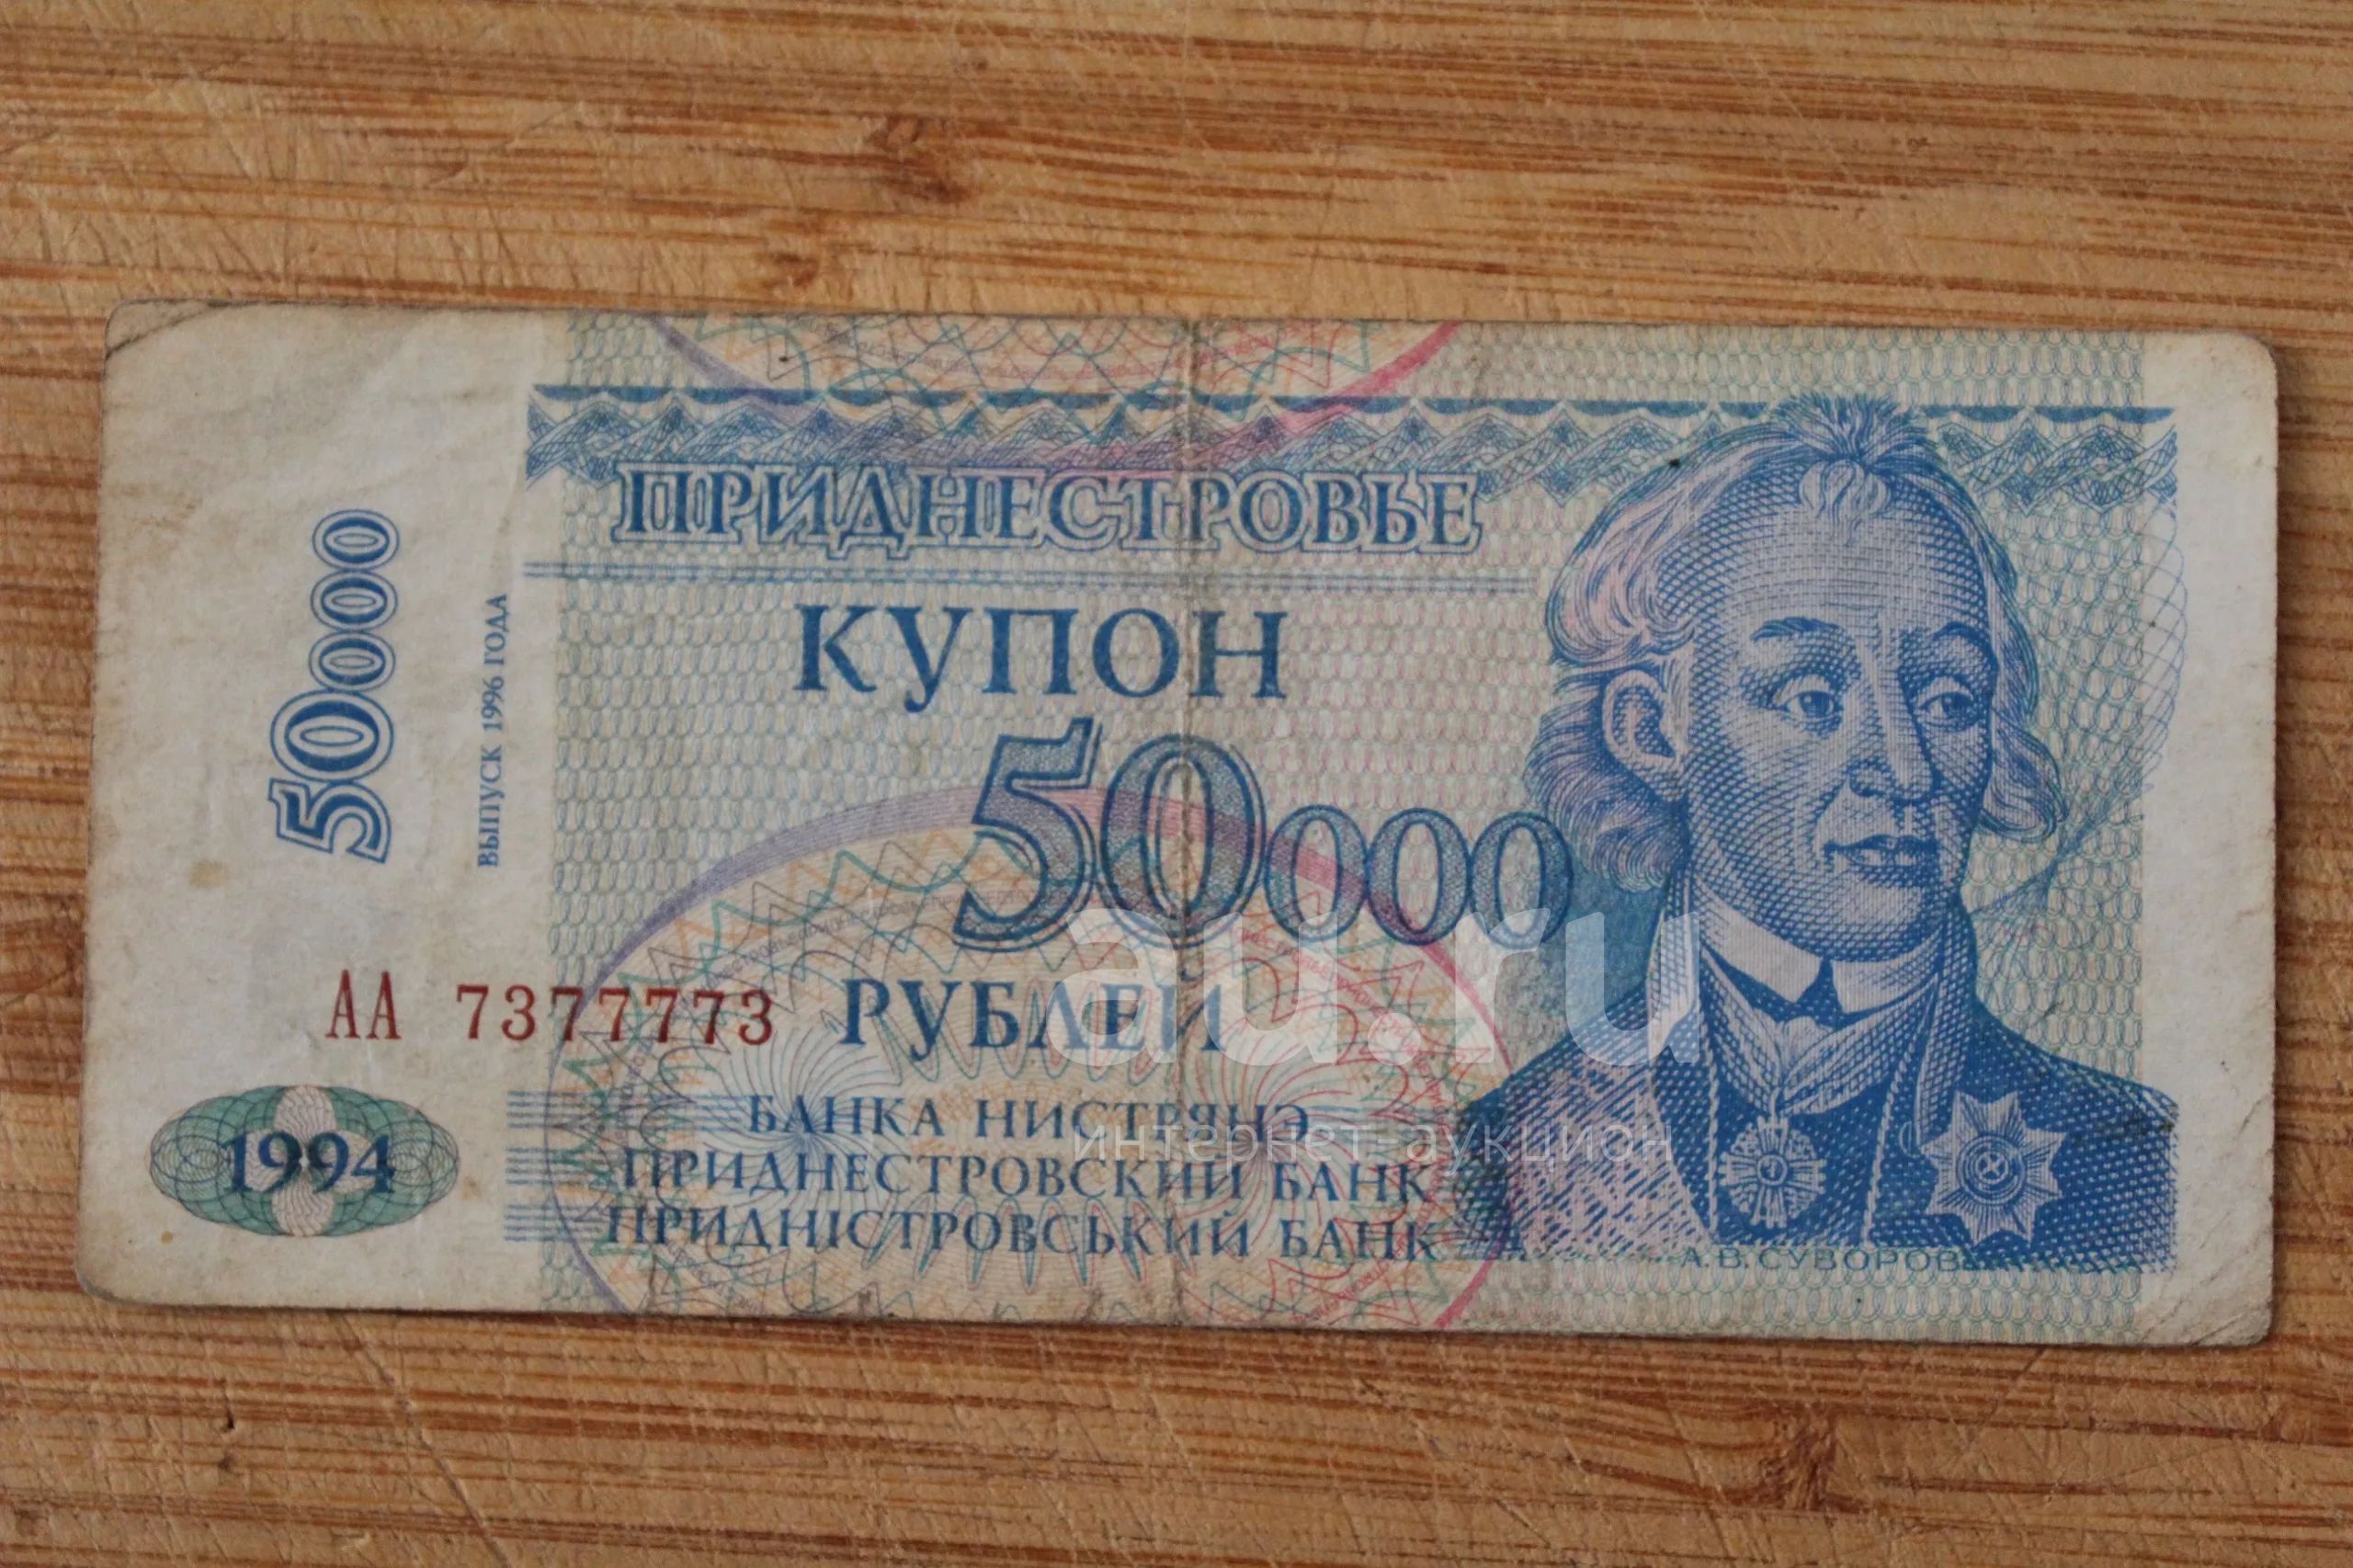 ПРИДНЕСТРОВЬЕ
КУПОН
50000
50000
ВЫПУСК 1996 ГОДА
АА 7377773
РУБЛЕЙ
au.ru
интернет-аукцион
1994
БАНКА НИСТРЯНЭ
ПРИДНЕСТРОВСКИЙ БАНК
ПРИДНІСТРОВСЬКИЙ БАНК
А.В.СУВОРОВ